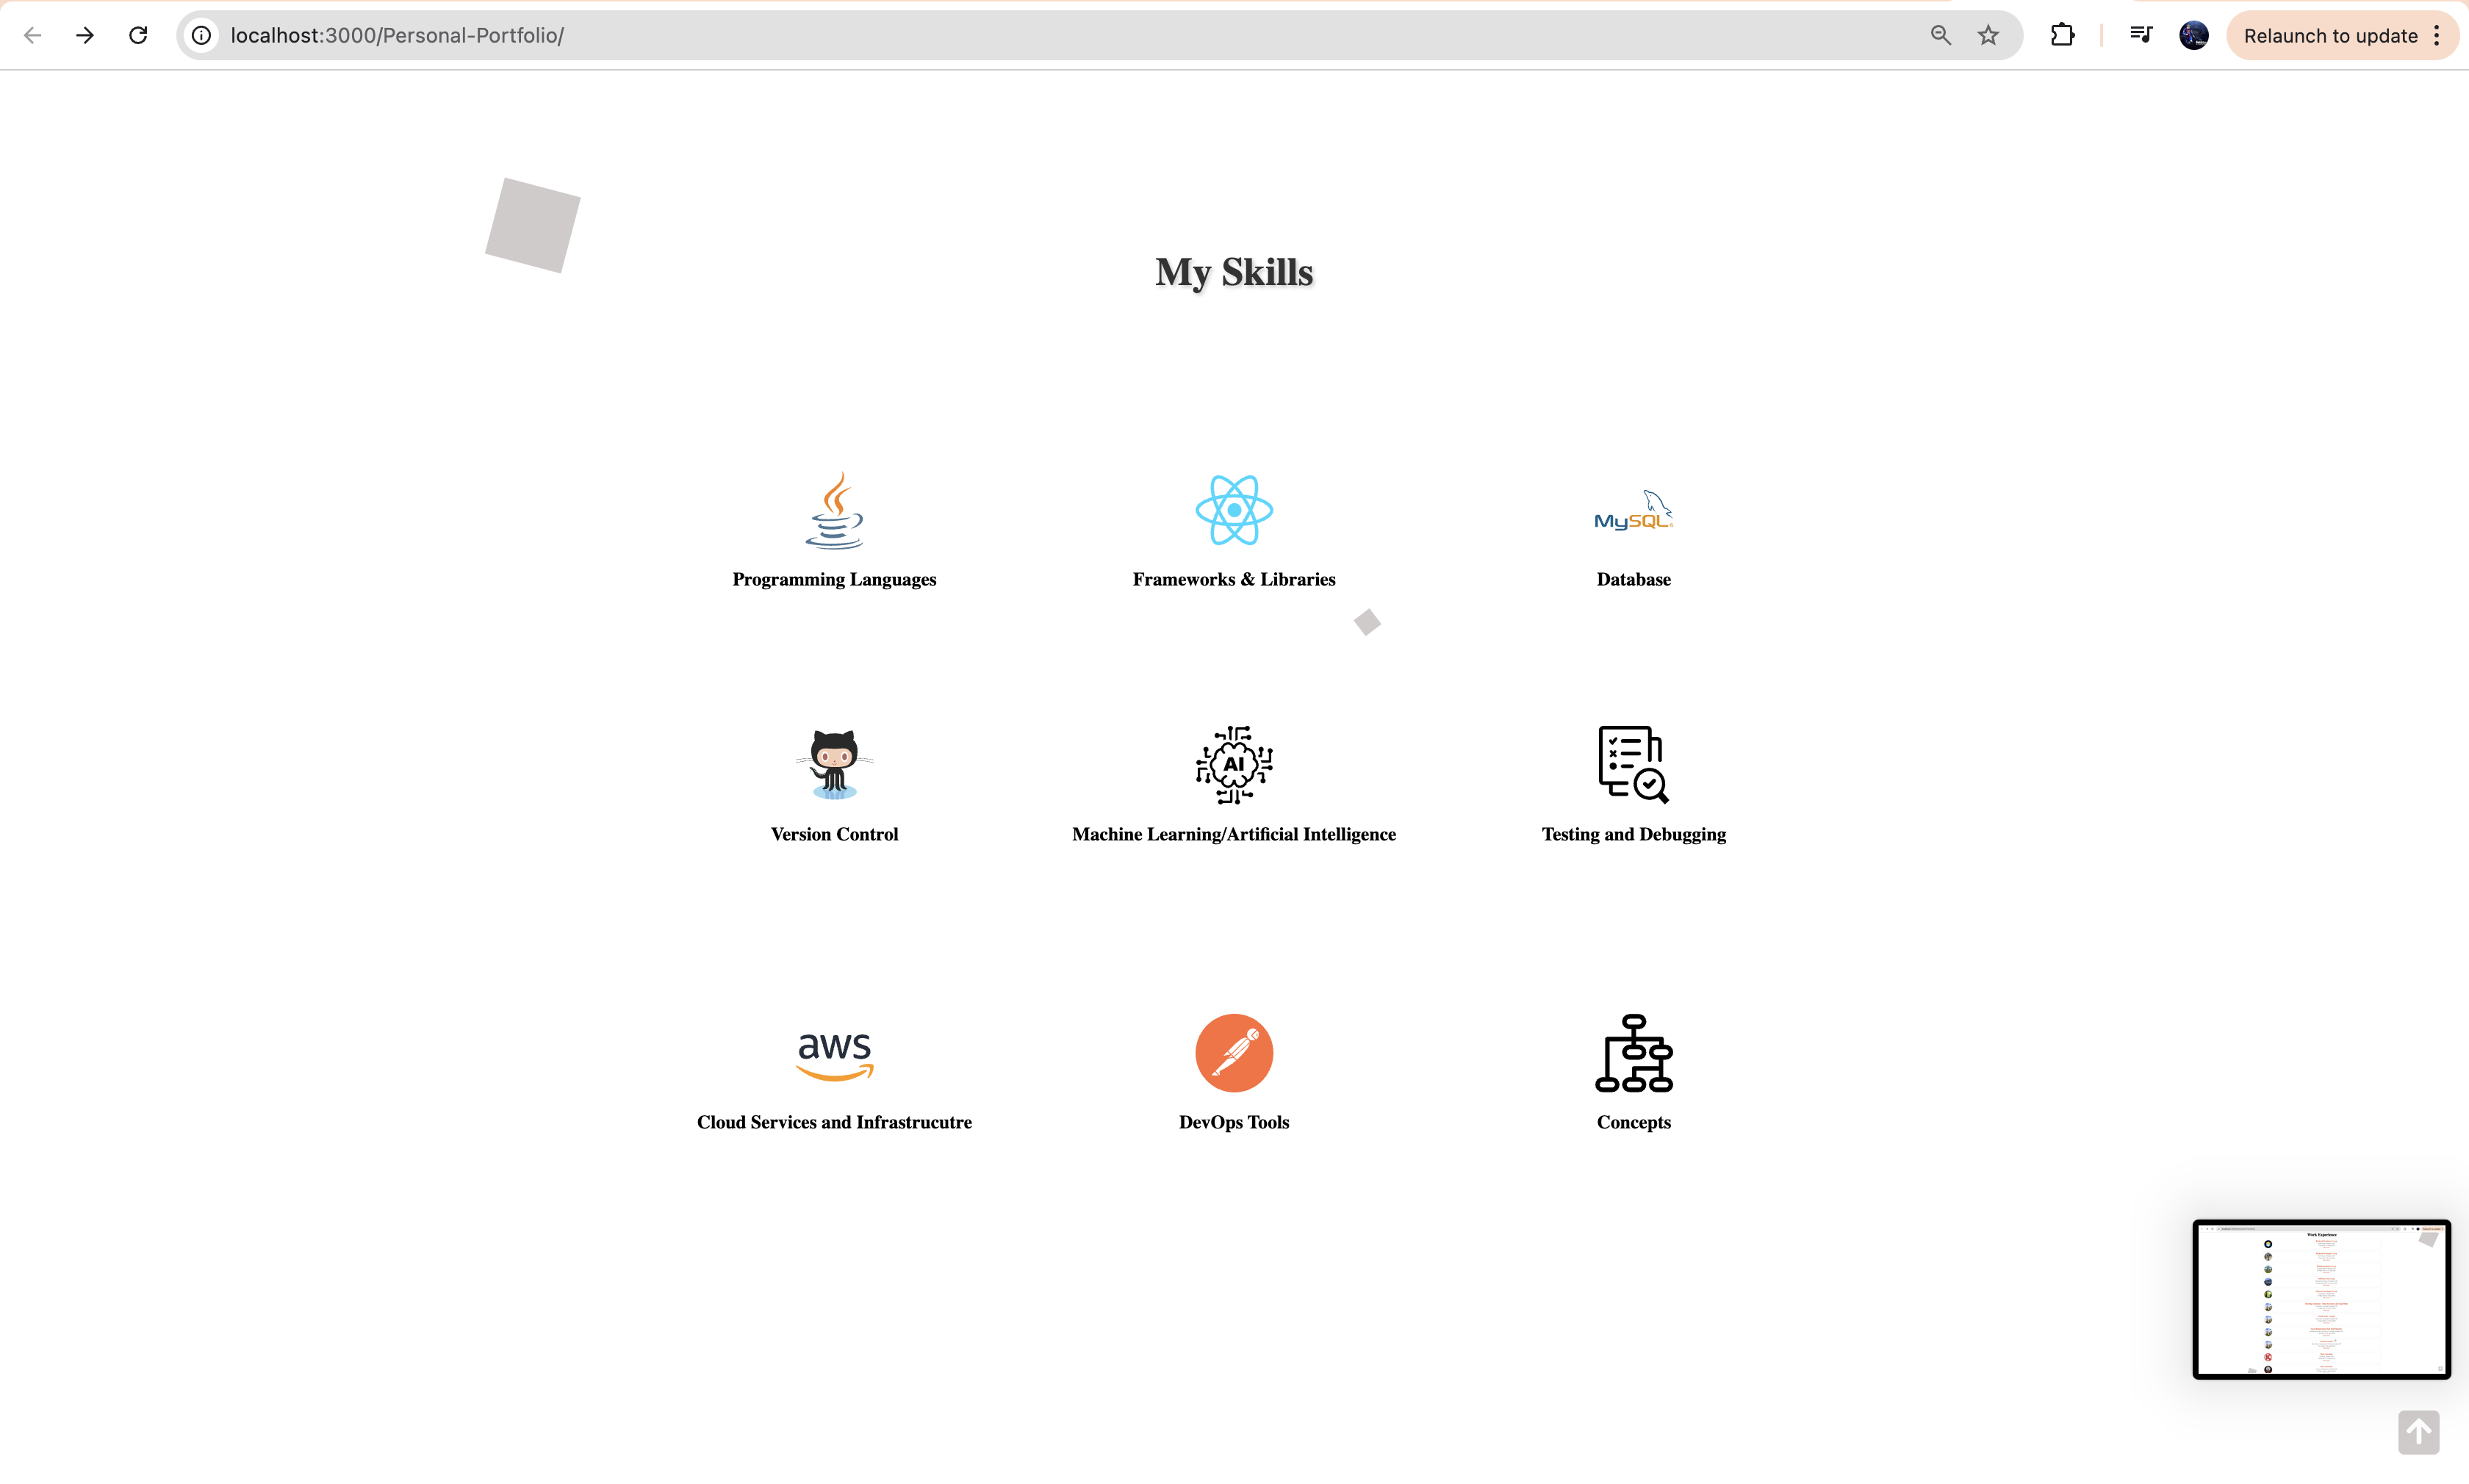 localhost:3000/Personal-Portfolio/
Relaunch to update
My Skills
MySQL
Programming Languages
Frameworks & Libraries
Database
AI
Version Control
Machine Learning/Artificial Intelligence
Testing and Debugging
aws
Cloud Services and Infrastrucutre
DevOps Tools
Concepts
Work Experience